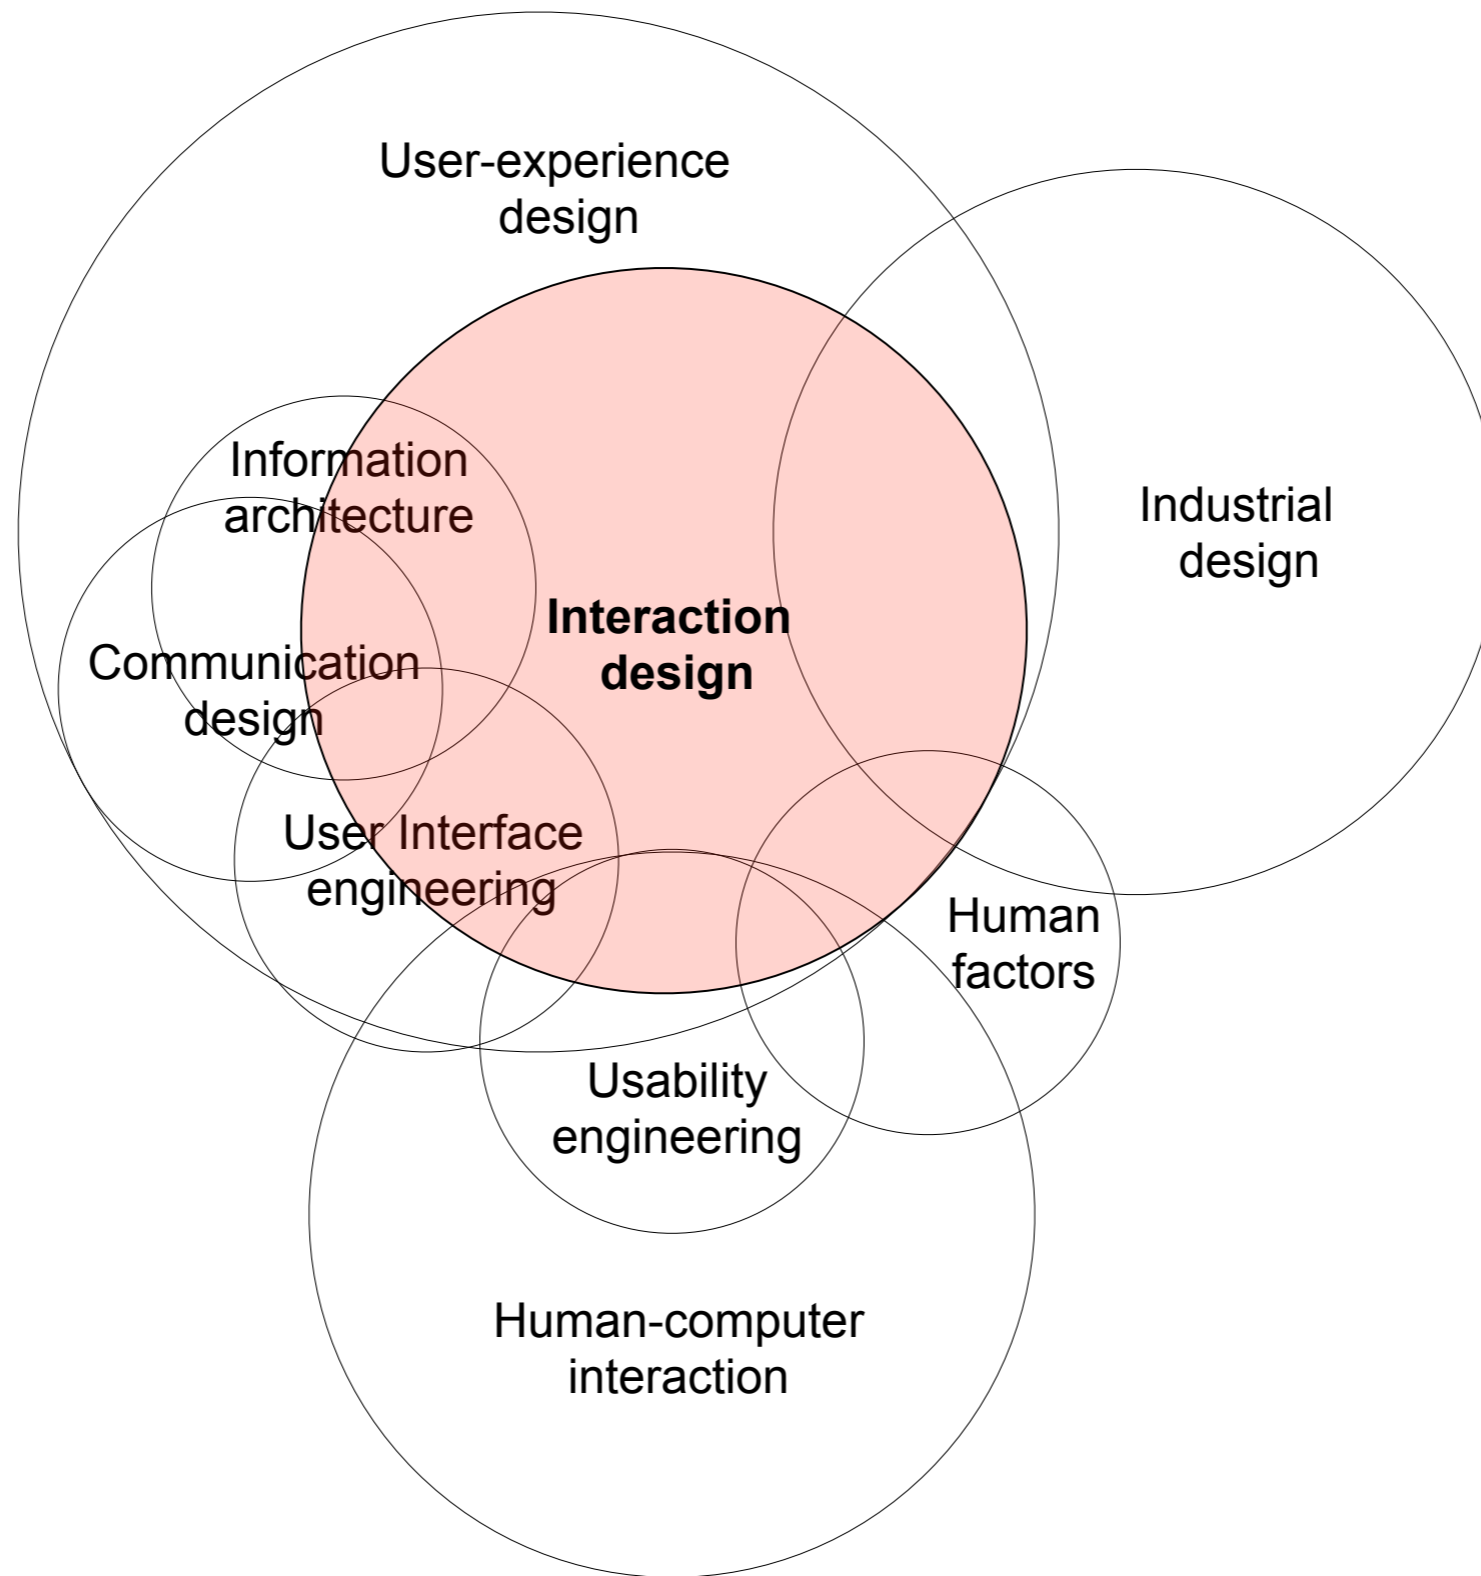 User-experience
design
Information
architecture
Industrial
design
Interaction
design
Communication
design
User Interface
engineering
Human
factors
Usability
engineering
Human-computer
interaction